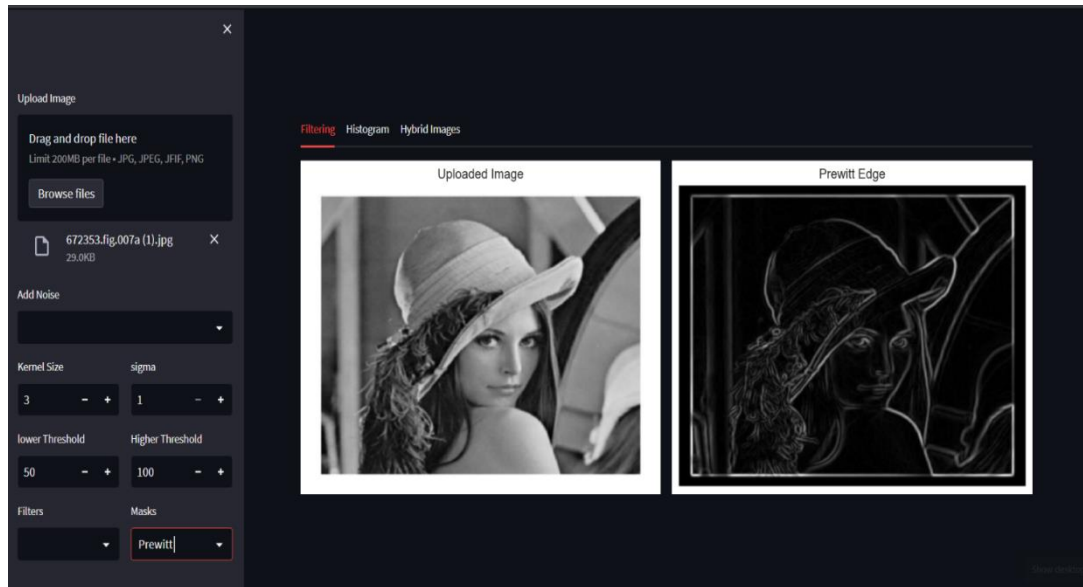 ×
Upload Image
Drag and drop file here
Limit 200MB per file • JPG, JPEG, JFIF, PNG
Browse files
672353.fig.007a (1).jpg ×
29.0KB
Add Noise
Kernel Size sigma
3 - + 1 - +
lower Threshold Higher Threshold
50 - + 100 - +
Filters Masks
Prewitt
Filtering Histogram Hybrid Images
Uploaded Image Prewitt Edge
Show desktop